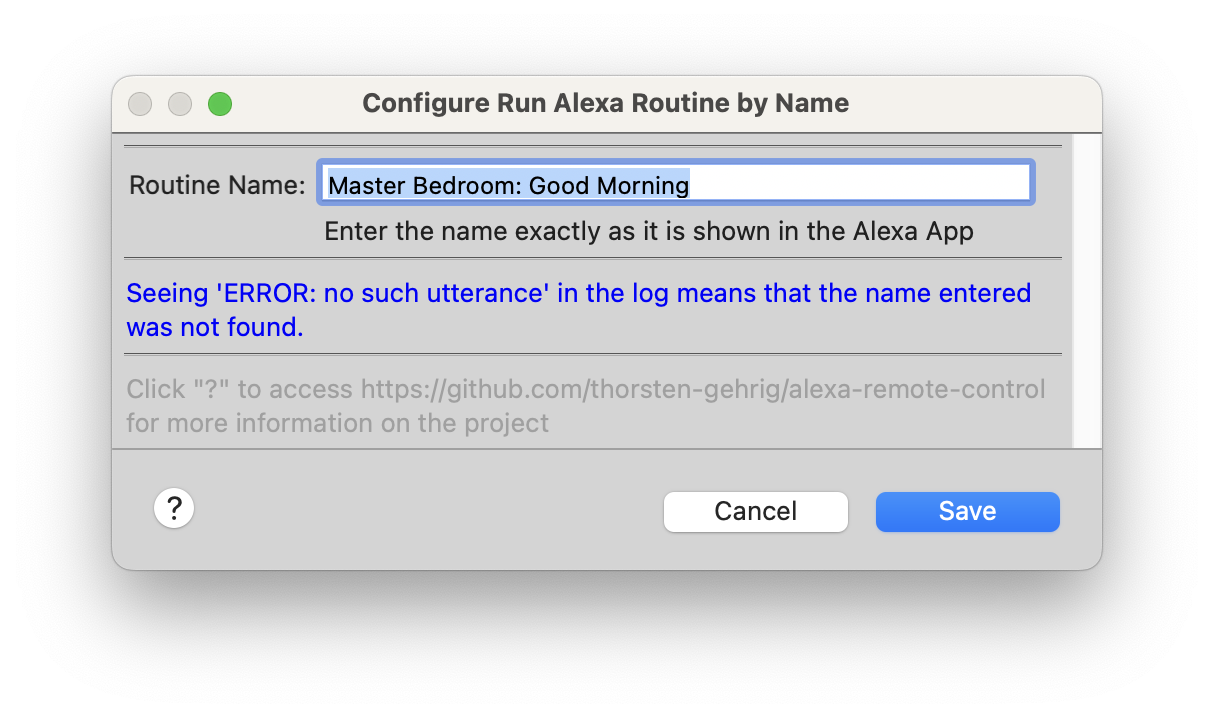 Configure Run Alexa Routine by Name
Routine Name: Master Bedroom: Good Morning
Enter the name exactly as it is shown in the Alexa App
Seeing 'ERROR: no such utterance' in the log means that the name entered
was not found.
Click "?" to access https://github.com/thorsten-gehrig/alexa-remote-control
for more information on the project
? Cancel Save